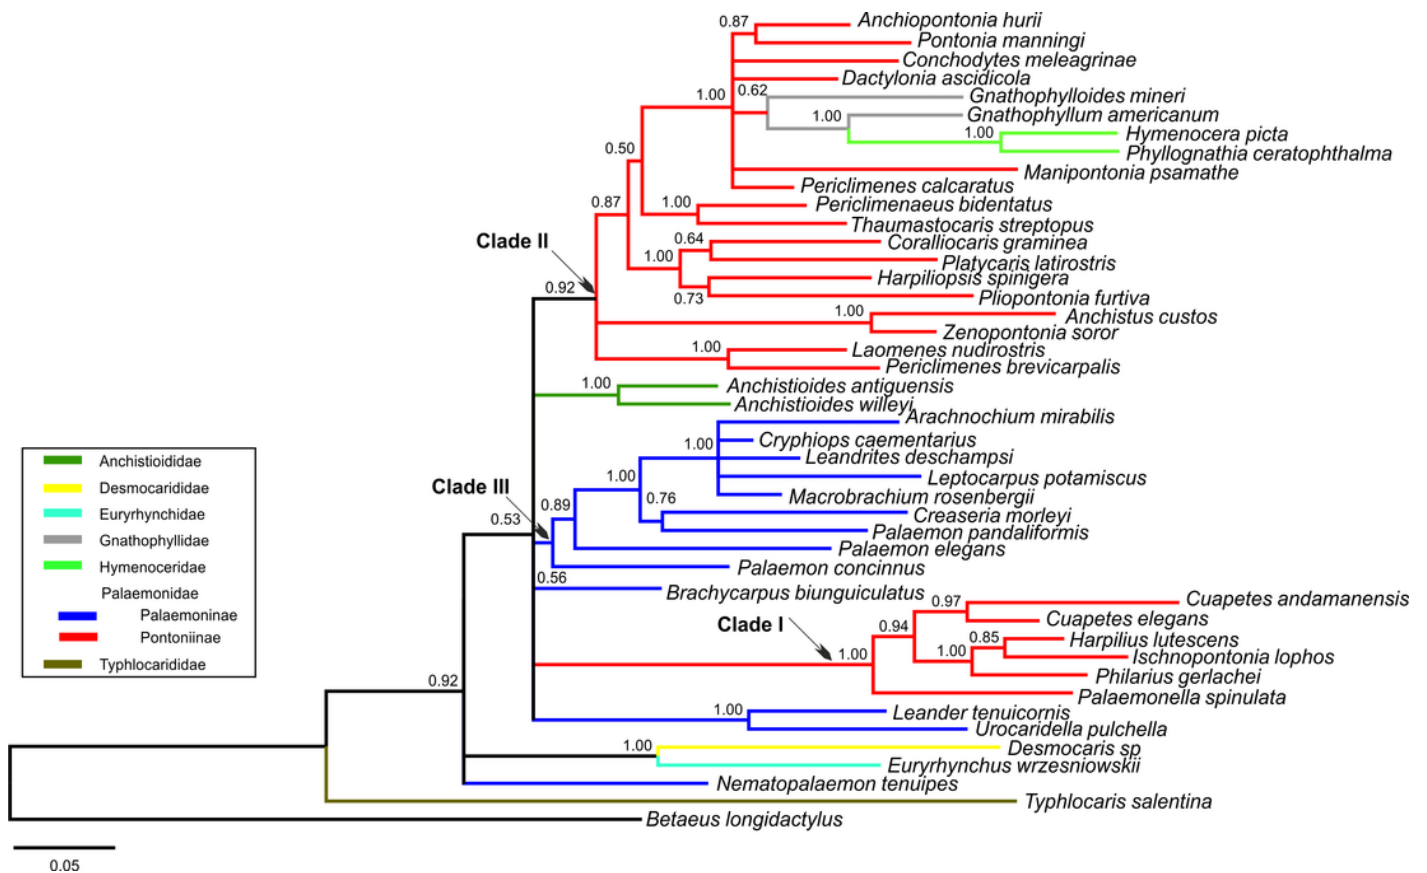 0.87
Anchiopontonia hurii
Pontonia manningi
Conchodytes meleagrinae
Dactylonia ascidicola
1.00
0.62
Gnathophylloides mineri
Gnathophyllum americanum
1.00
Hymenocera picta
1.00
Phyllognathia ceratophthalma
0.50
Manipontonia psamathe
Periclimenes calcaratus
0.87
1.00
Periclimenaeus bidentatus
Thaumastocaris streptopus
Clade II
0.64
Coralliocaris graminea
1.00
Platycaris latirostris
Harpiliopsis spinigera
0.73
Pliopontonia furtiva
0.92
1.00
Anchistus custos
Zenopontonia soror
1.00
Laomenes nudirostris
Periclimenes brevicarpalis
1.00
Anchistioides antiguensis
Anchistioides willeyi
Arachnochium mirabilis
Cryphiops caementarius
1.00
Leandrites deschampsi
1.00
Leptocarpus potamiscus
Clade III
Macrobrachium rosenbergii
0.89
0.76
Creaseria morleyi
0.53
Palaemon pandaliformis
Palaemon elegans
Palaemon concinnus
0.56
Brachycarpus biunguiculatus
0.97
Cuapetes andamanensis
Cuapetes elegans
Clade I
0.94
0.85
Harpilius lutescens
1.00
1.00
Ischnopontonia lophos
Philarius gerlachei
0.92
Palaemonella spinulata
1.00
Leander tenuicornis
Urocaridella pulchella
1.00
Desmocaris sp
Euryrhynchus wrzesniowskii
Nematopalaemon tenuipes
Typhlocaris salentina
Betaeus longidactylus
Anchistioididae
Desmocarididae
Euryrhynchidae
Gnathophyllidae
Hymenoceridae
Palaemonidae
Palaemoninae
Pontoniinae
Typhlocarididae
0.05